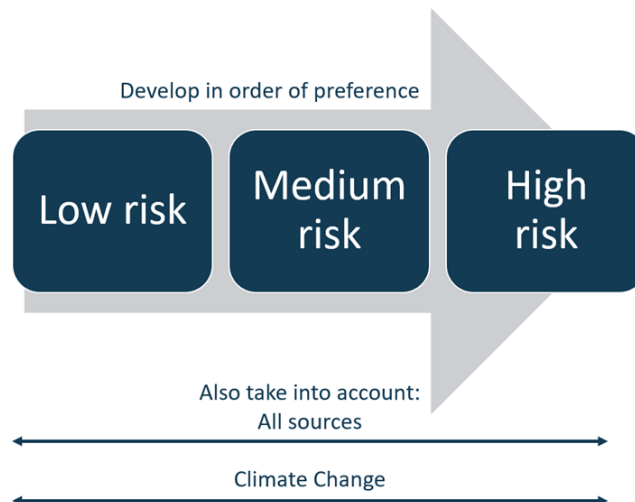 Develop in order of preference
Low risk
Medium
risk
High
risk
Also take into account:
All sources
Climate Change